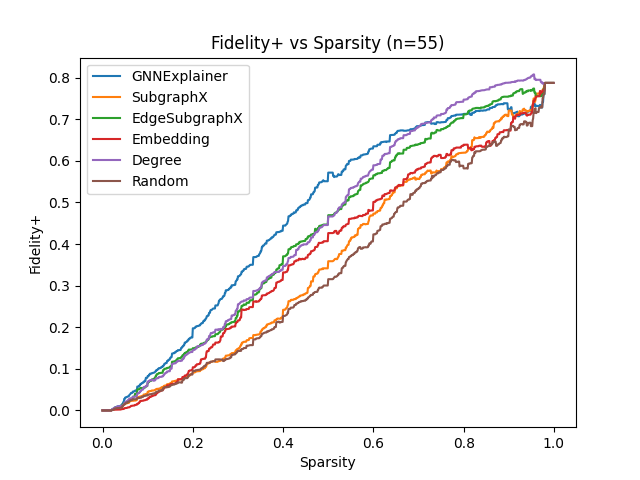 Fidelity+ vs Sparsity (n=55)
GNNExplainer
SubgraphX
EdgeSubgraphX
Embedding
Degree
Random
Fidelity+
0.8
0.7
0.6
0.5
0.4
0.3
0.2
0.1
0.0
0.0 0.2 0.4 0.6 0.8 1.0
Sparsity